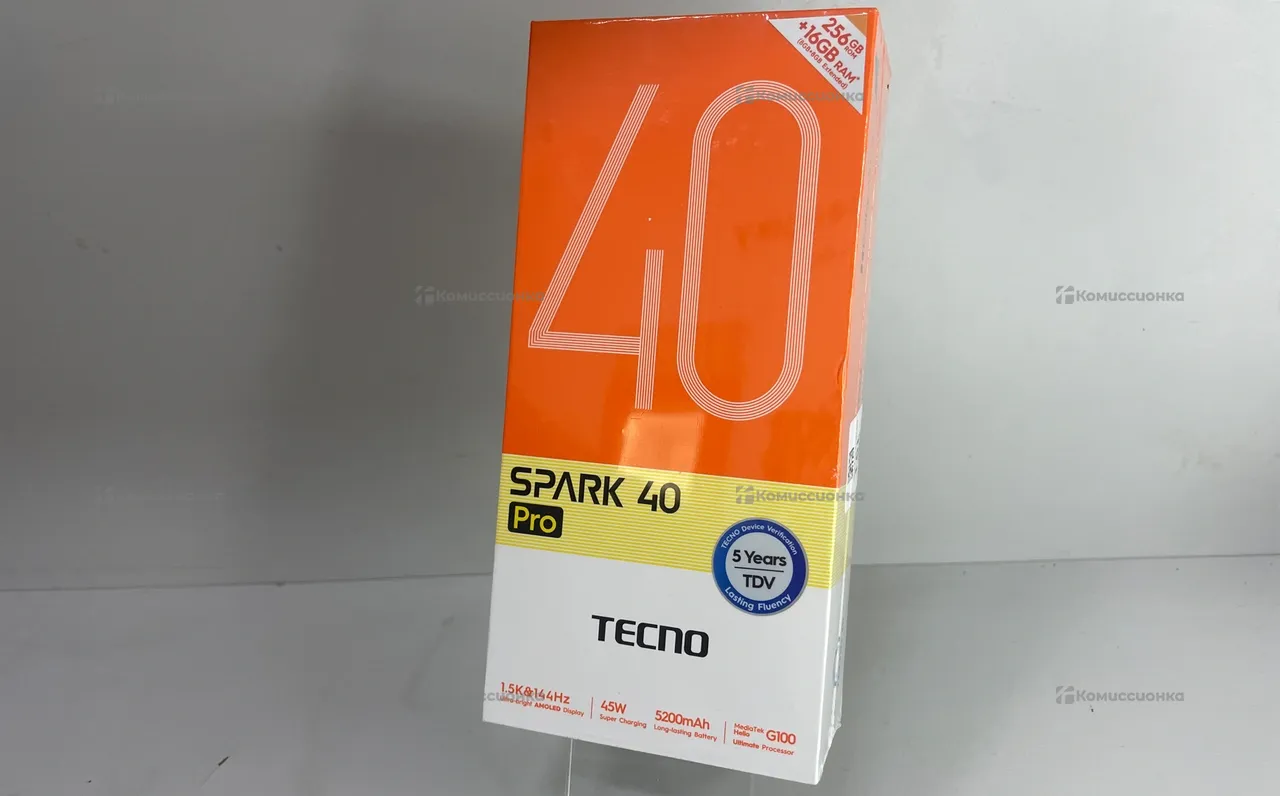 256GB
ROM
+16GB RAM*
(8GB+8GB Extended)
40
Комиссионка
Комиссионка
Комиссионка
SPARK 40
Pro
Комиссионка
TECNO Device Verification
5 Years
TDV
Lasting Fluency
TECNO
1.5K&144Hz
Ultra-bright AMOLED Display
45W
Super Charging
5200mAh
Long-lasting Battery
MediaTek
Helio
G100
Ultimate Processor
Комиссионка